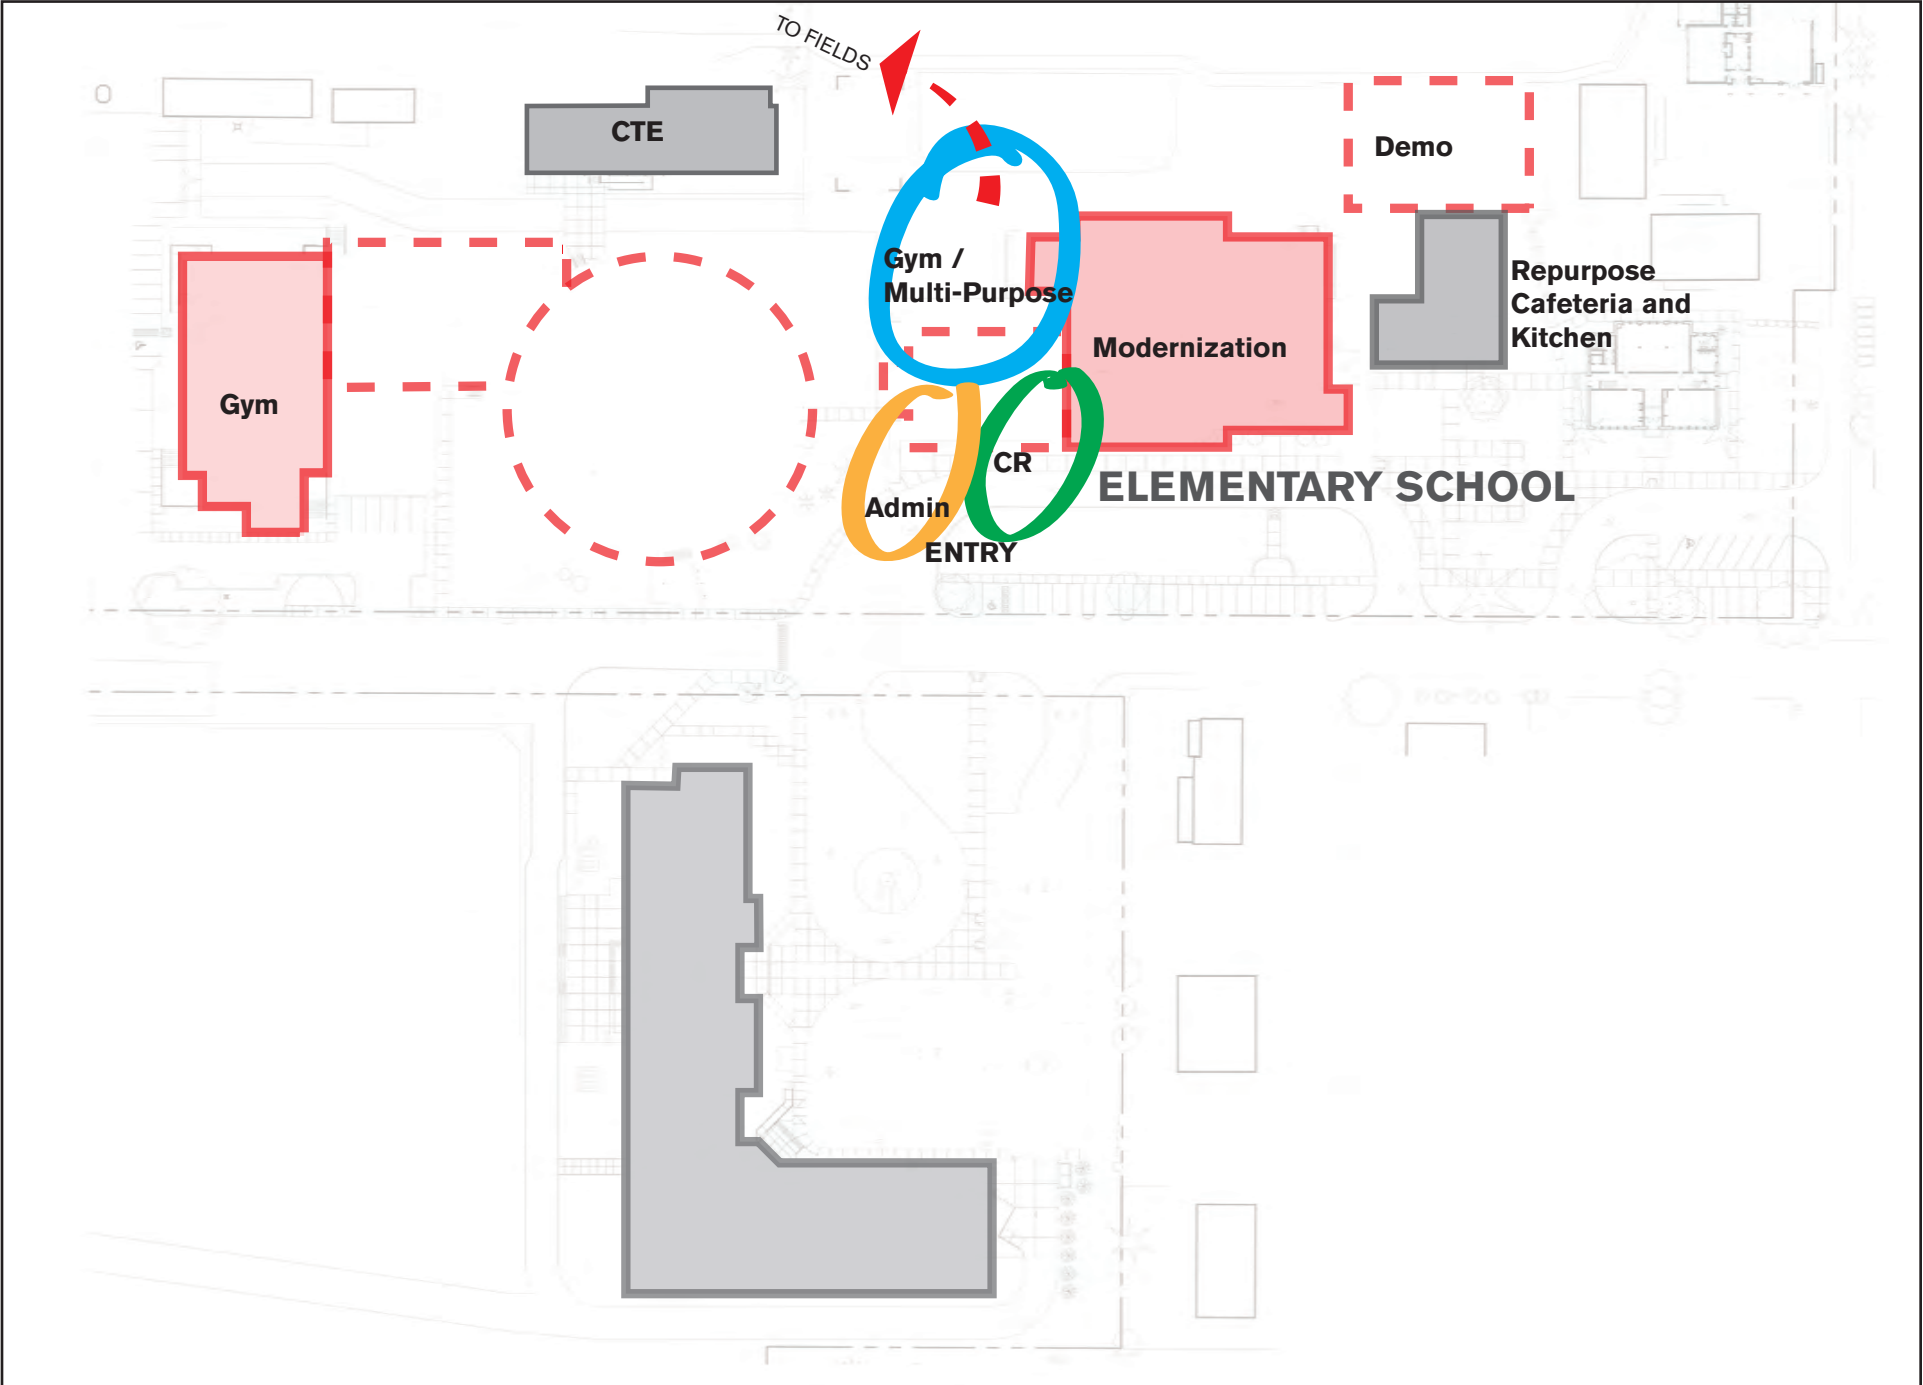 TO FIELDS
CTE
Demo
Gym /
Multi-Purpose
Repurpose
Cafeteria and
Kitchen
Modernization
Gym
CR
ELEMENTARY SCHOOL
Admin
ENTRY